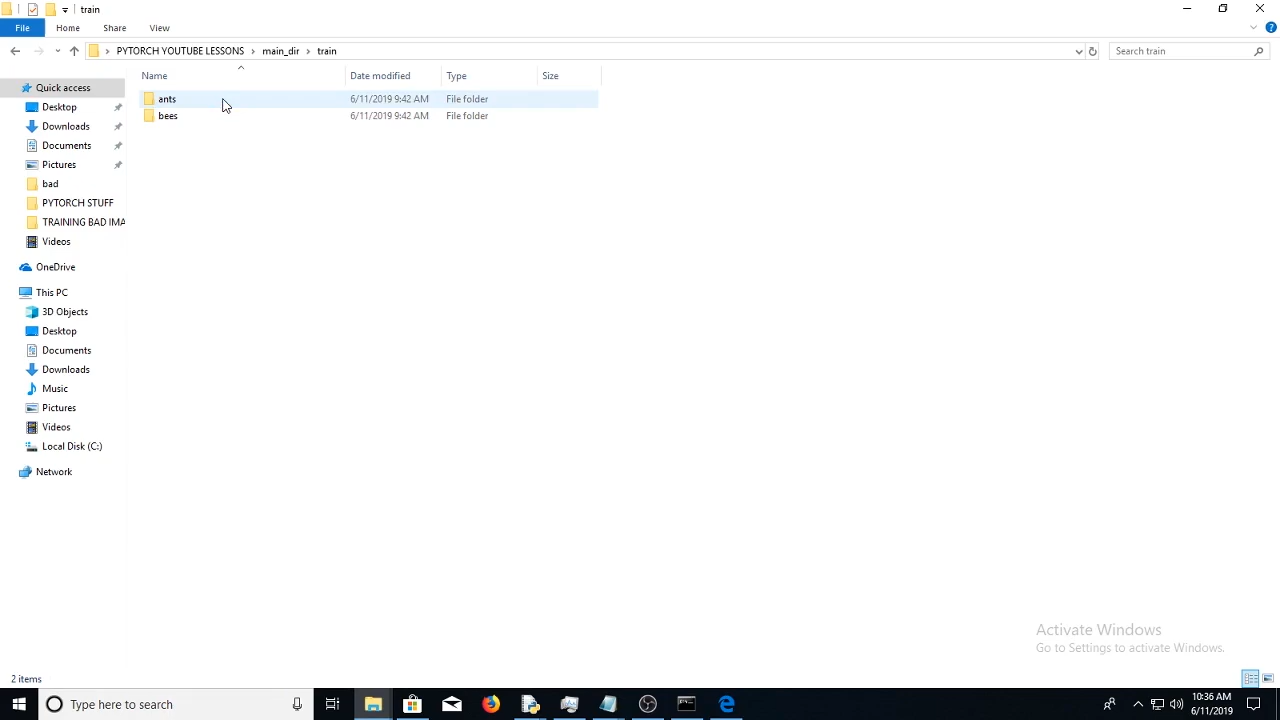 train
File Home Share View
PYTORCH YOUTUBE LESSONS main_dir train Search train
Name Date modified Type Size
ants 6/11/2019 9:42 AM File folder
bees 6/11/2019 9:42 AM File folder
Quick access
Desktop
Downloads
Documents
Pictures
bad
PYTORCH STUFF
TRAINING BAD IMA
Videos
OneDrive
This PC
3D Objects
Desktop
Documents
Downloads
Music
Pictures
Videos
Local Disk (C:)
Network
Activate Windows
Go to Settings to activate Windows.
2 items
Type here to search
10:36 AM
6/11/2019